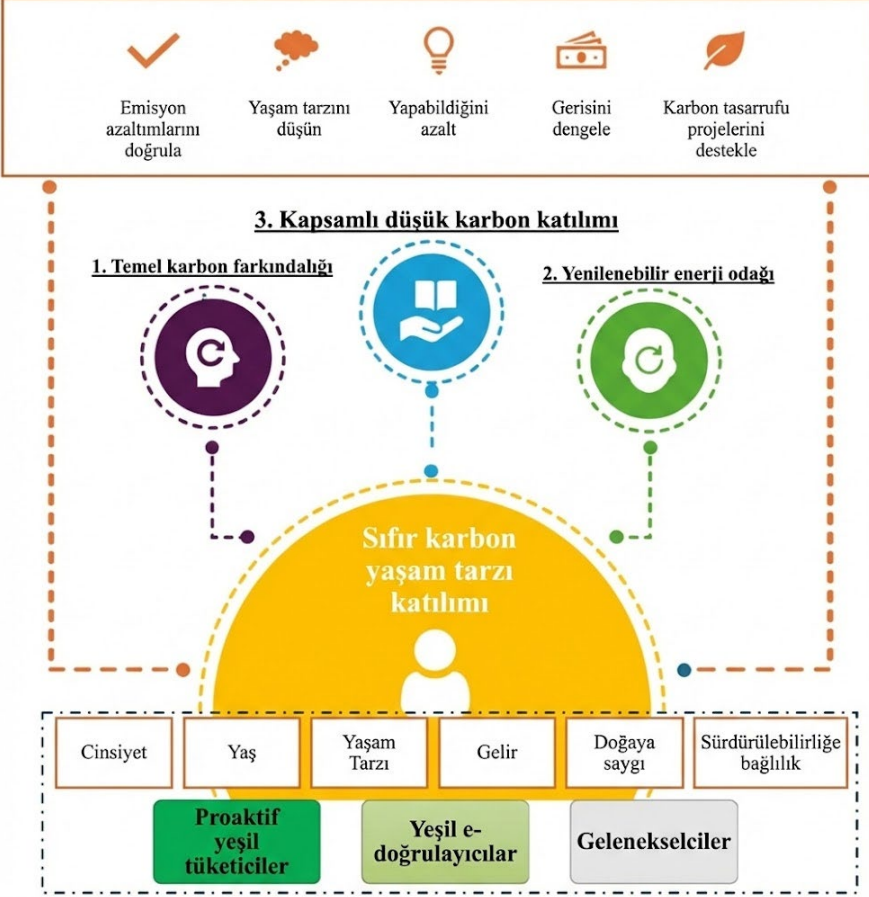 Emisyon
azaltımlarını
doğrula
Yaşam tarzını
düşün
Yapabildiğini
azalt
Gerisini
dengele
Karbon tasarrufu
projelerini
destekle
3. Kapsamlı düşük karbon katılımı
1. Temel karbon farkındalığı
2. Yenilenebilir enerji odağı
Sıfır karbon
yaşam tarzı
katılımı
Cinsiyet
Yaş
Yaşam
Tarzı
Gelir
Doğaya
saygı
Sürdürülebilirliğe
bağlılık
Proaktif
yeşil
tüketiciler
Yeşil e-
doğrulayıcılar
Gelenekselciler